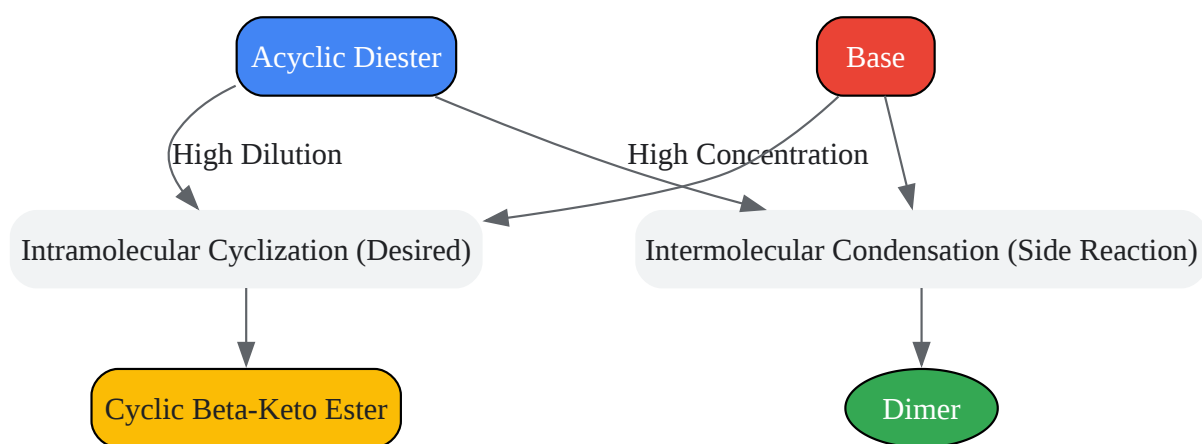 Acyclic Diester
Base
High Dilution
High Concentration
Intramolecular Cyclization (Desired)
Intermolecular Condensation (Side Reaction)
Cyclic Beta-Keto Ester
Dimer